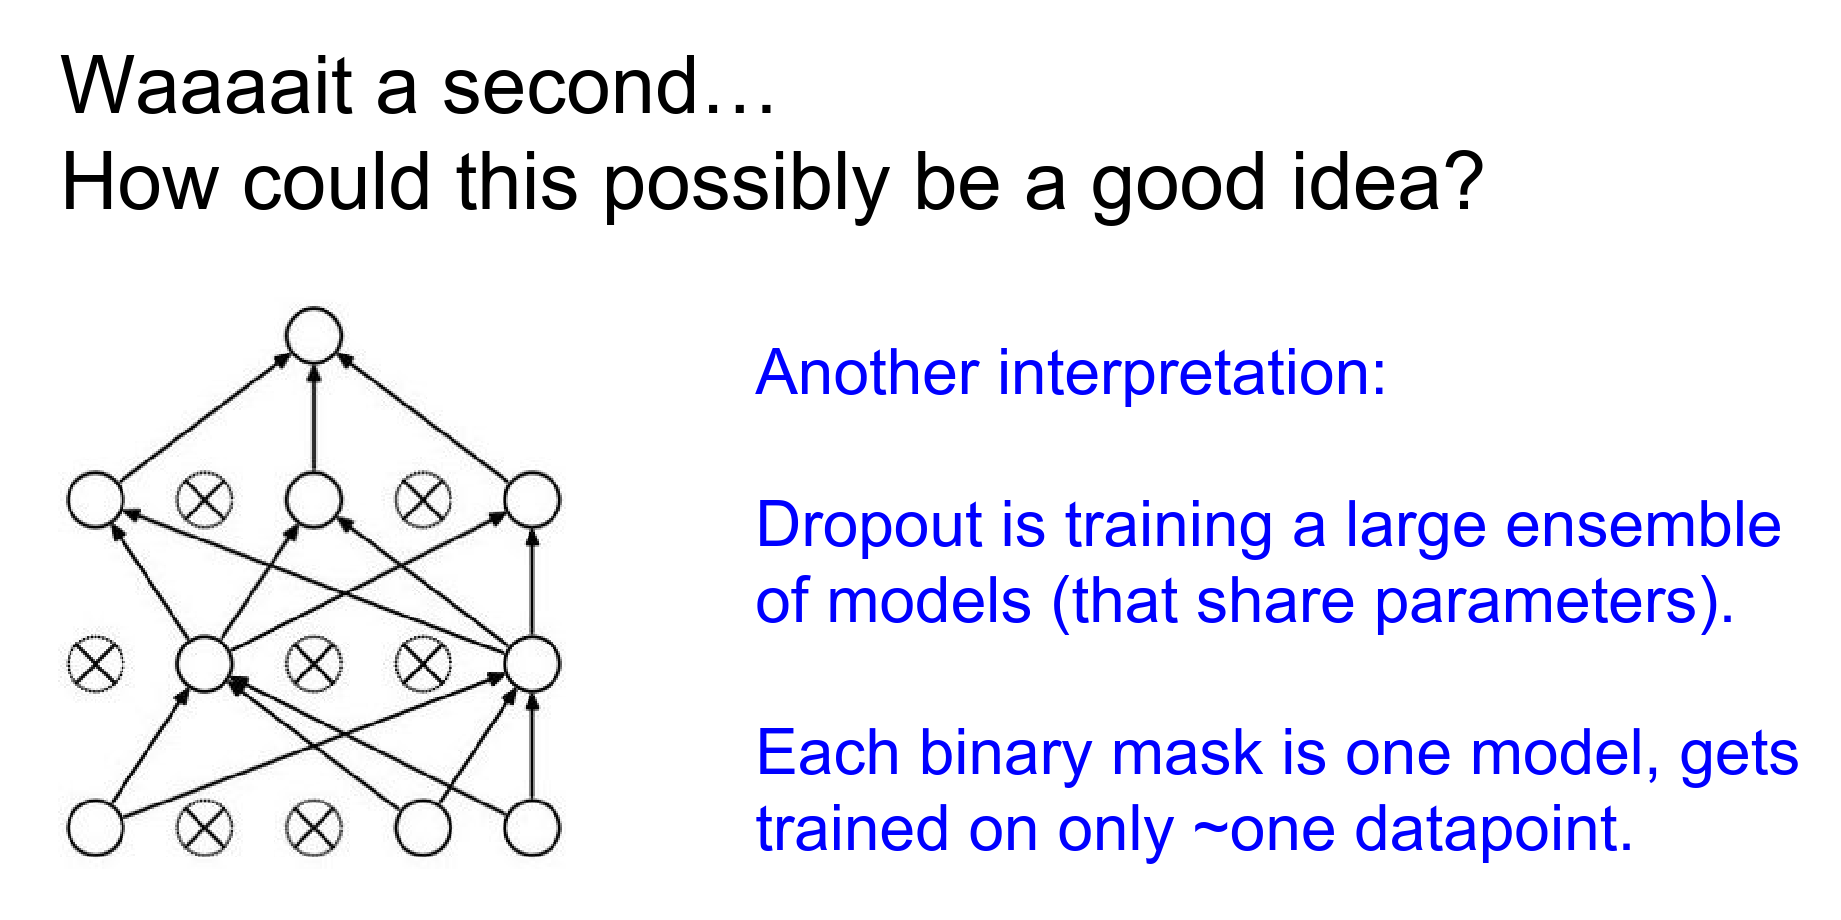 Waaaait a second…
How could this possibly be a good idea?
Another interpretation:
Dropout is training a large ensemble
of models (that share parameters).
Each binary mask is one model, gets
trained on only ~one datapoint.